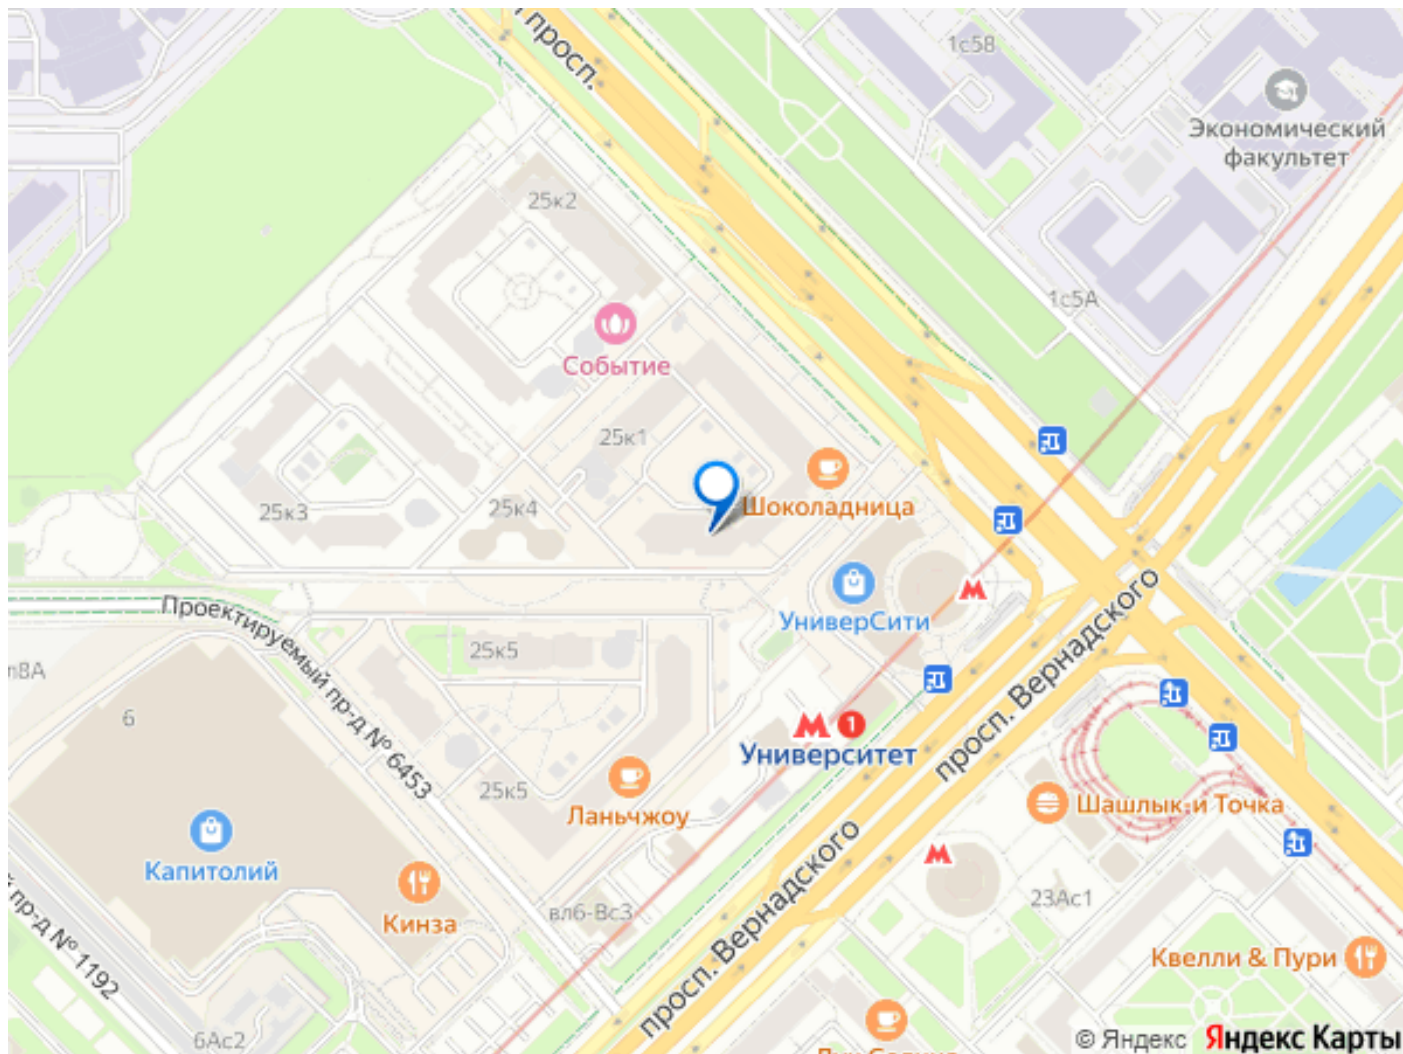 й просп.
1с58
Экономический
факультет
25к2
1с5А
Событие
25к1
Шоколадница
25к3
25к4
УниверСити
Проектируемый пр-д № 6453
25к5
л8А
6
Университет
1
просп. Вернадского
25к5
Ланьчжоу
Шашлык и Точка
Капитолий
Кинза
вл6-Вс3
23Ас1
просп. Вернадского
Квелли & Пури
й пр-д № 1192
6Ас2
© Яндекс Яндекс Карты